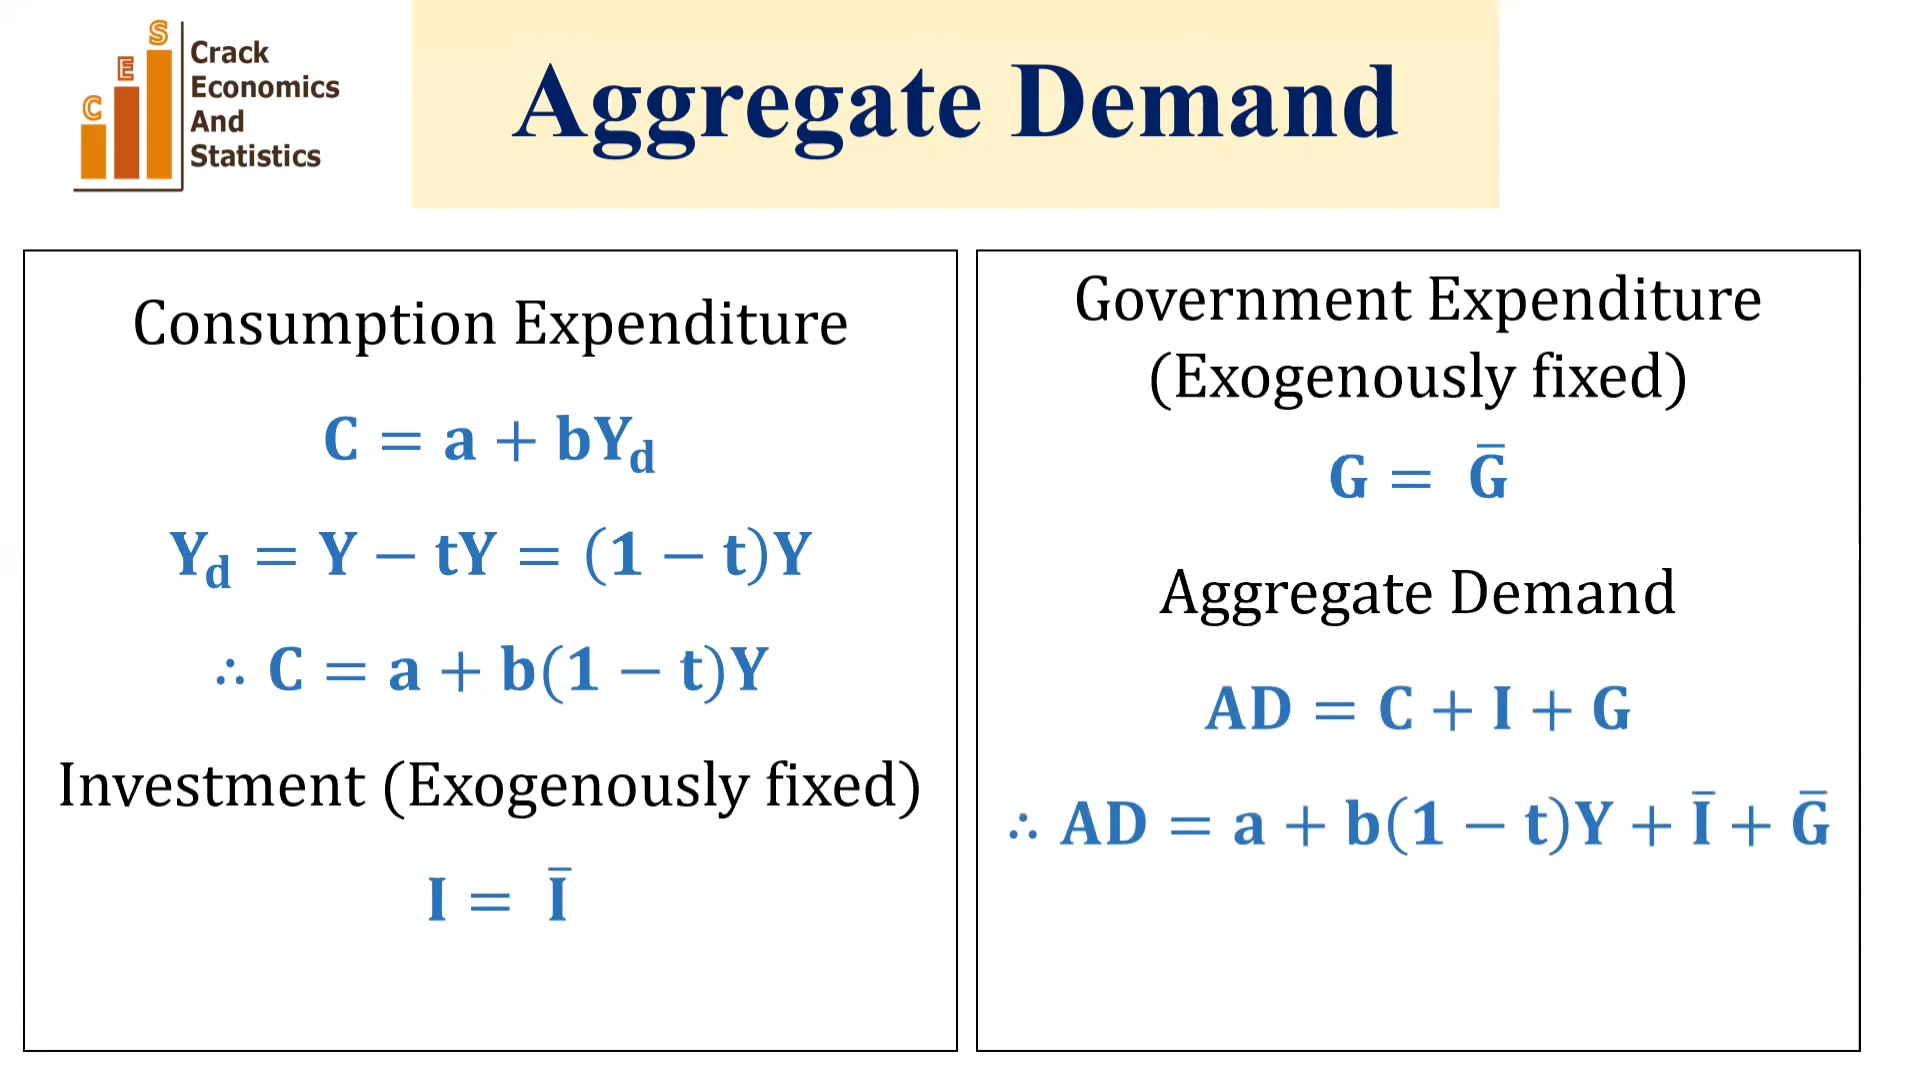 C
E
S
Crack
Economics
And
Statistics
Aggregate Demand
Consumption Expenditure
C = a + bY_d
Y_d = Y − tY = (1 − t)Y
∴ C = a + b(1 − t)Y
Investment (Exogenously fixed)
I = Ī
Government Expenditure
(Exogenously fixed)
G = Ḡ
Aggregate Demand
AD = C + I + G
∴ AD = a + b(1 − t)Y + Ī + Ḡ